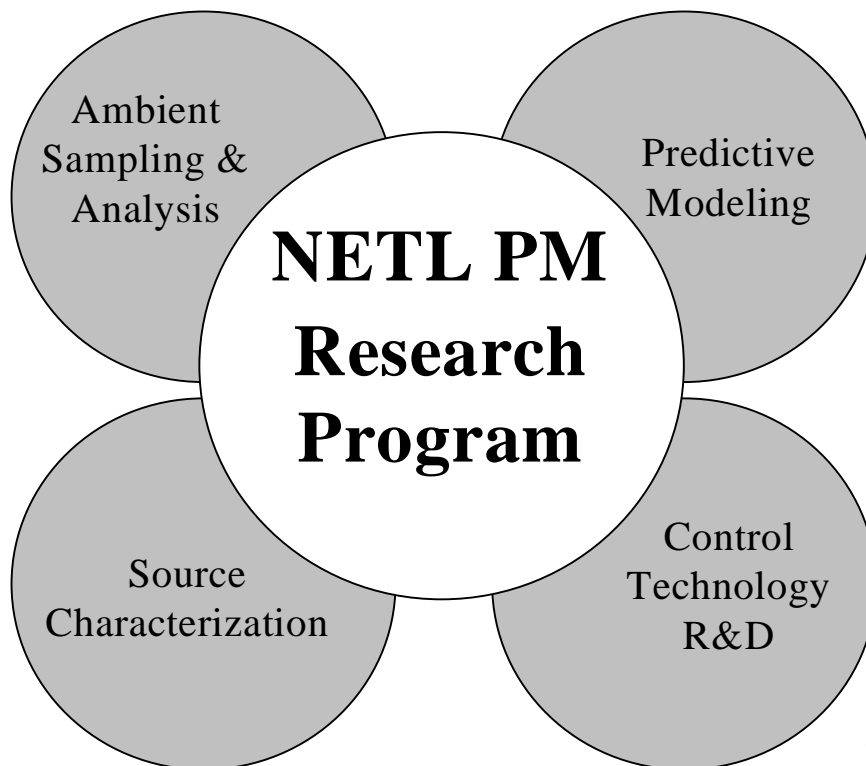 Ambient
Sampling &
Analysis
Predictive
Modeling
NETL PM
Research
Program
Source
Characterization
Control
Technology
R&D